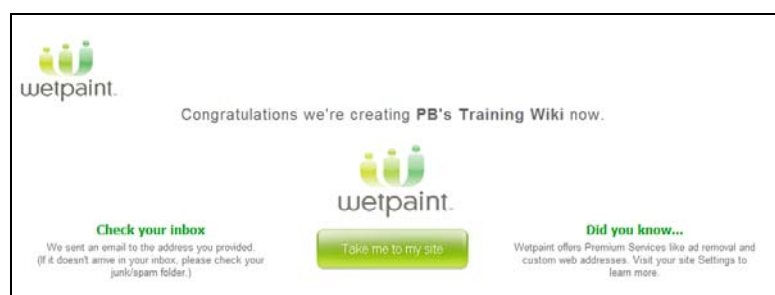 wetpaint™
Congratulations we're creating PB's Training Wiki now.
wetpaint™
Check your inbox
We sent an email to the address you provided.
(If it doesn't arrive in your inbox, please check your
junk/spam folder.)
Take me to my site
Did you know...
Wetpaint offers Premium Services like ad removal and
custom web addresses. Visit your site Settings to
learn more.